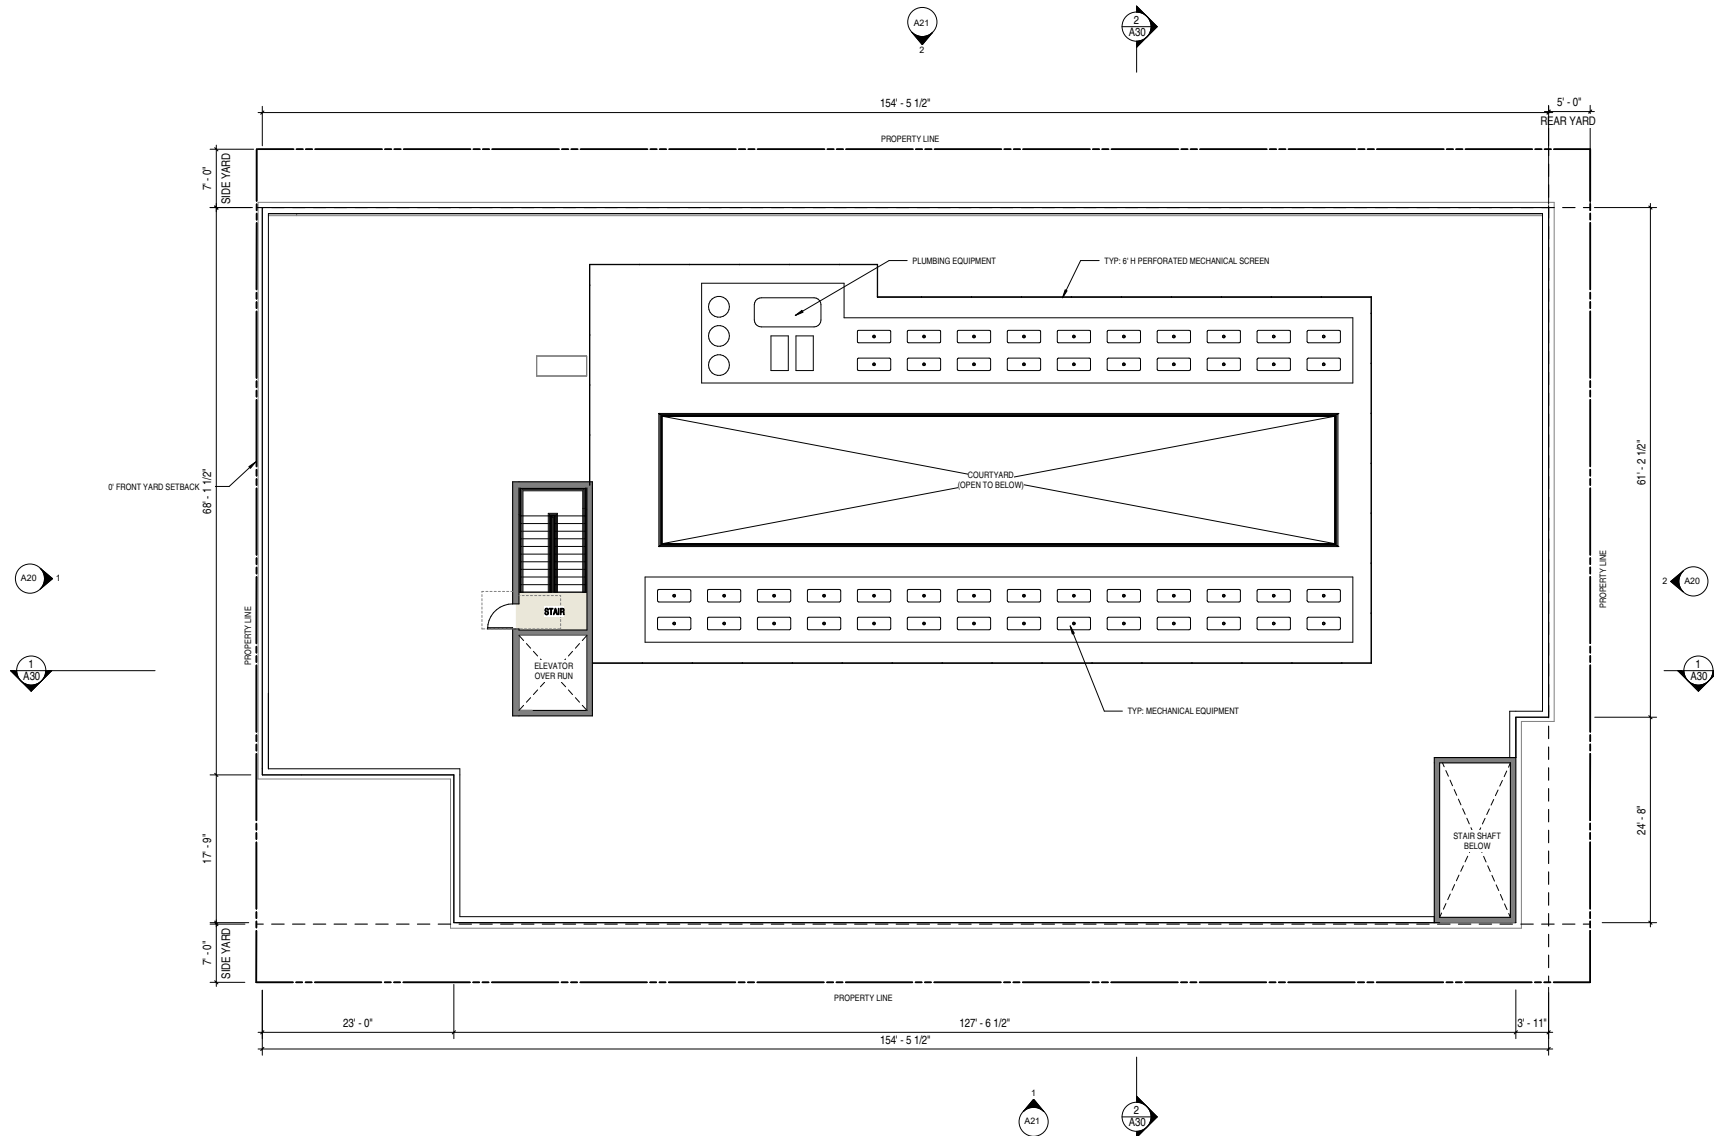 A21
2
2
A30
154' - 5 1/2"
5' - 0"
REAR YARD
PROPERTY LINE
7' - 0"
SIDE YARD
PLUMBING EQUIPMENT
TYP: 6' H PERFORATED MECHANICAL SCREEN
0' FRONT YARD SETBACK
68' - 1 1/2"
COURTYARD
(OPEN TO BELOW)
61' - 2 1/2"
A20
1
2
A20
PROPERTY LINE
PROPERTY LINE
STAIR
ELEVATOR
OVER RUN
1
A30
1
A30
TYP: MECHANICAL EQUIPMENT
17' - 9"
STAIR SHAFT
BELOW
24' - 8"
7' - 0"
SIDE YARD
PROPERTY LINE
23' - 0"
127' - 6 1/2"
3' - 11"
154' - 5 1/2"
1
A21
2
A30